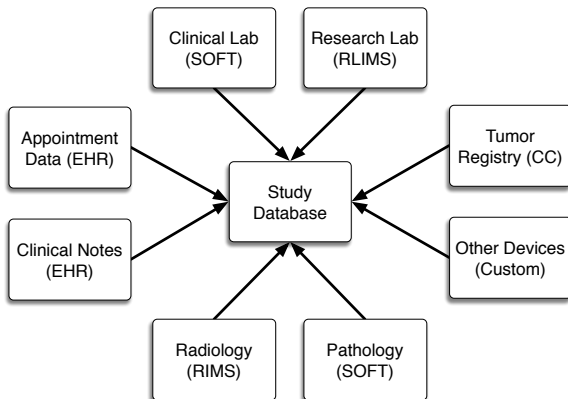 Clinical Lab
(SOFT)
Research Lab
(RLIMS)
Appointment
Data (EHR)
Tumor
Registry (CC)
Study
Database
Clinical Notes
(EHR)
Other Devices
(Custom)
Radiology
(RIMS)
Pathology
(SOFT)